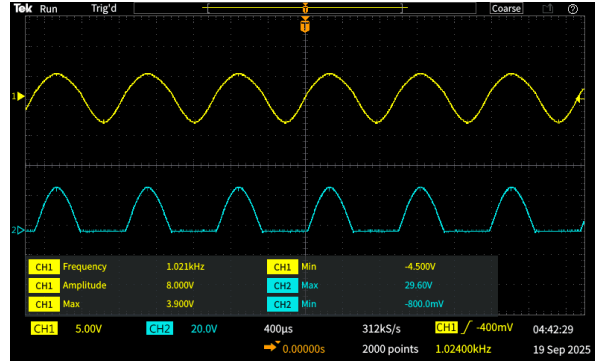 Tek Run Trig'd T Coarse ?
T
1
2
CH1 Frequency 1.021kHz CH1 Min -4.500V
CH1 Amplitude 8.000V CH2 Max 29.60V
CH1 Max 3.900V CH2 Min -800.0mV
CH1 5.00V CH2 20.0V 400µs 312kS/s CH1 -400mV 04:42:29
0.00000s 2000 points 1.02400kHz 19 Sep 2025